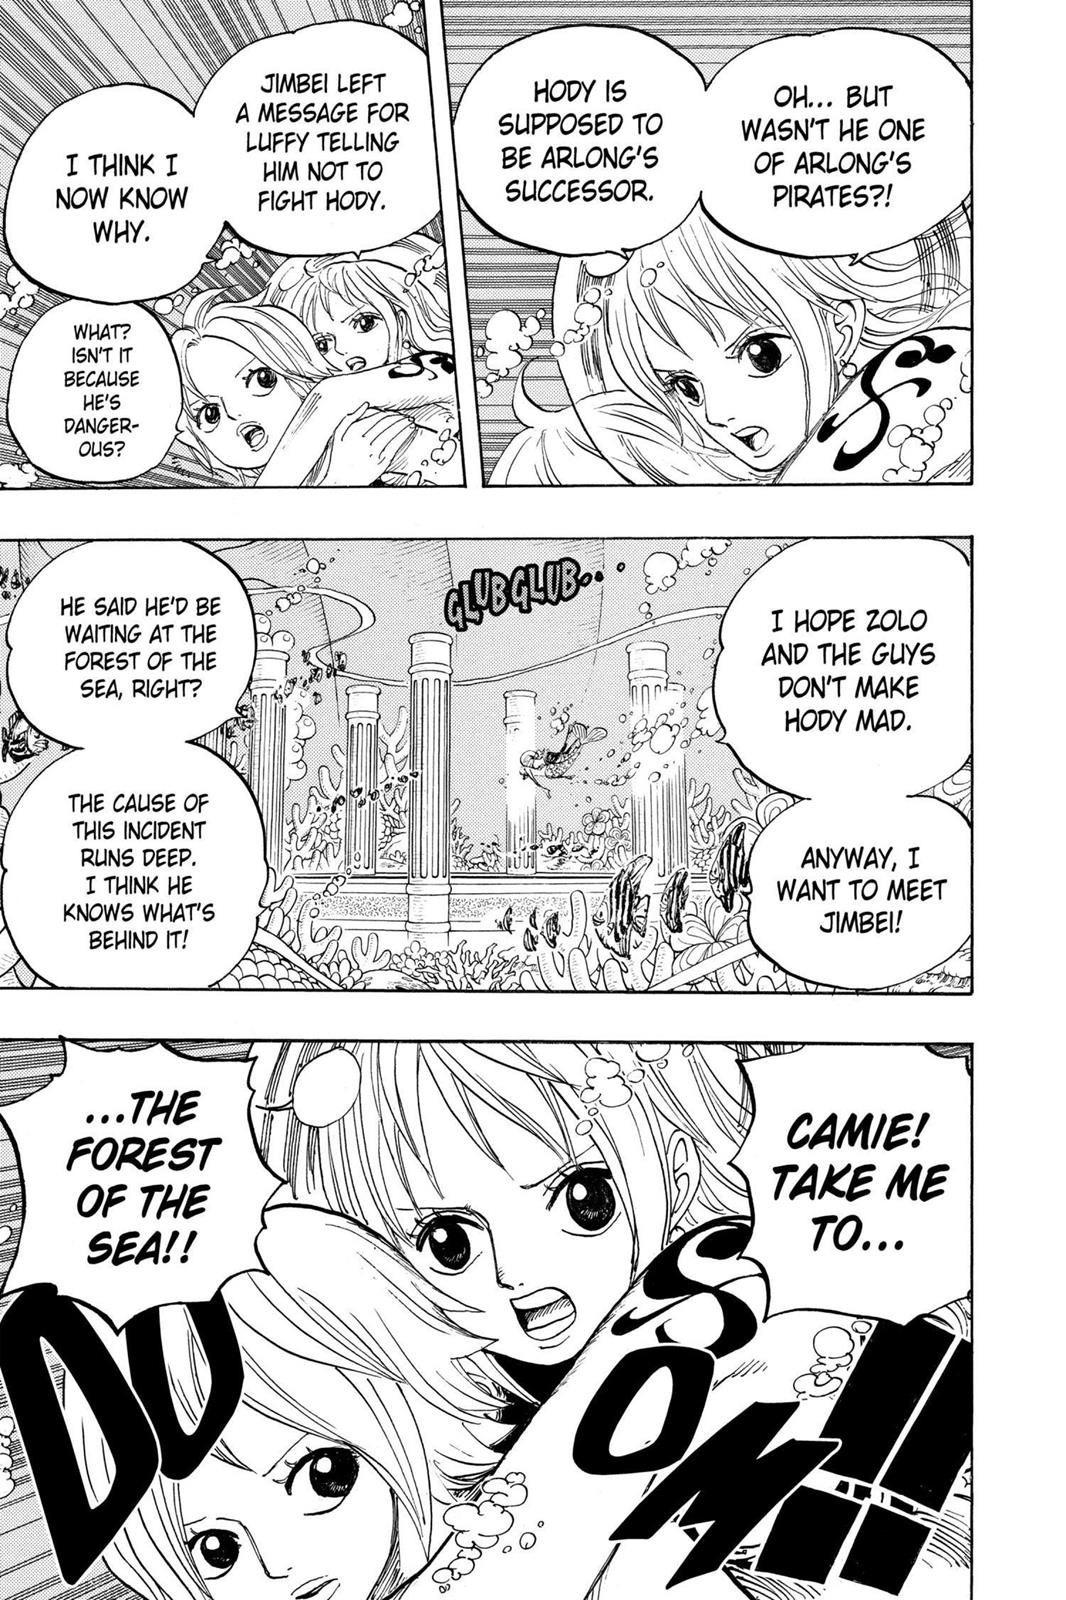 OH... BUT
WASN'T HE ONE
OF ARLONG'S
PIRATES?!
HODY IS
SUPPOSED TO
BE ARLONG'S
SUCCESSOR.
JIMBEI LEFT
A MESSAGE FOR
LUFFY TELLING
HIM NOT TO
FIGHT HODY.
I THINK I
NOW KNOW
WHY.
WHAT?
ISN'T IT
BECAUSE
HE'S
DANGER-
OUS?
I HOPE ZOLO
AND THE GUYS
DON'T MAKE
HODY MAD.
ANYWAY, I
WANT TO MEET
JIMBEI!
GLUB GLUB...
HE SAID HE'D BE
WAITING AT THE
FOREST OF THE
SEA, RIGHT?
THE CAUSE OF
THIS INCIDENT
RUNS DEEP.
I THINK HE
KNOWS WHAT'S
BEHIND IT!
CAMIE!
TAKE ME
TO...
...THE
FOREST
OF THE
SEA!!
DOOM!!